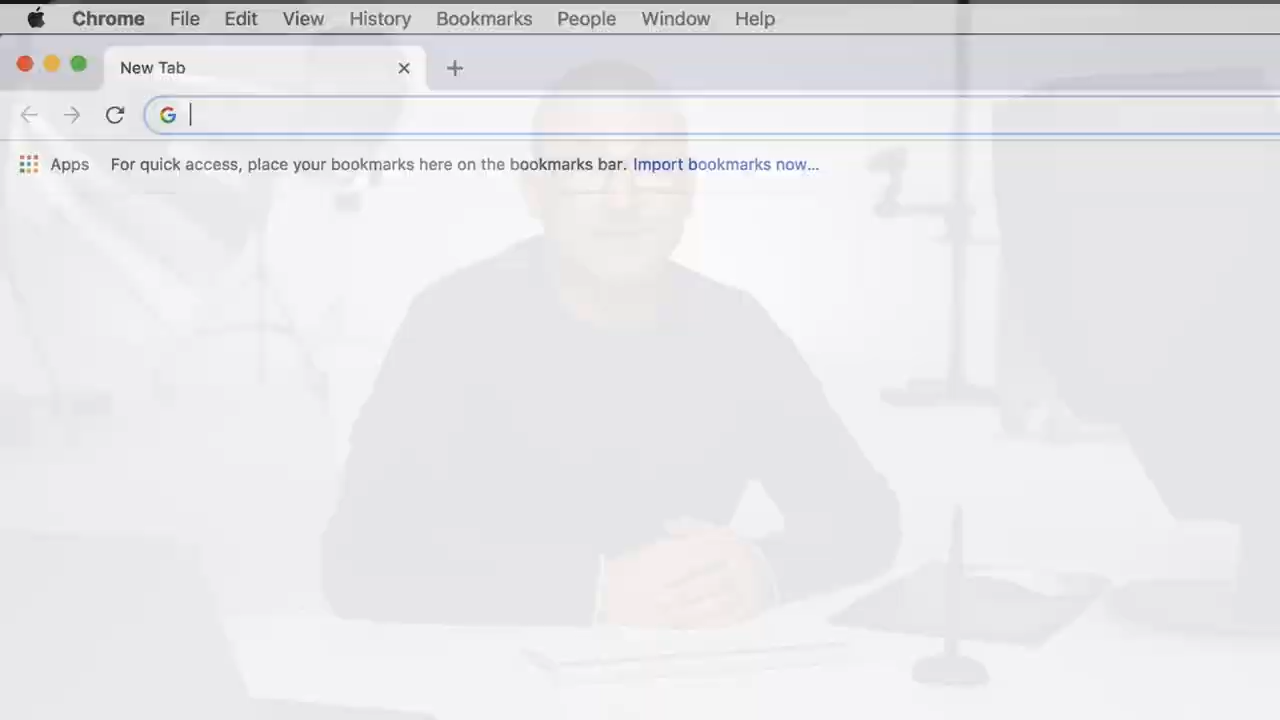 Chrome File Edit View History Bookmarks People Window Help
New Tab
Apps For quick access, place your bookmarks here on the bookmarks bar. Import bookmarks now...